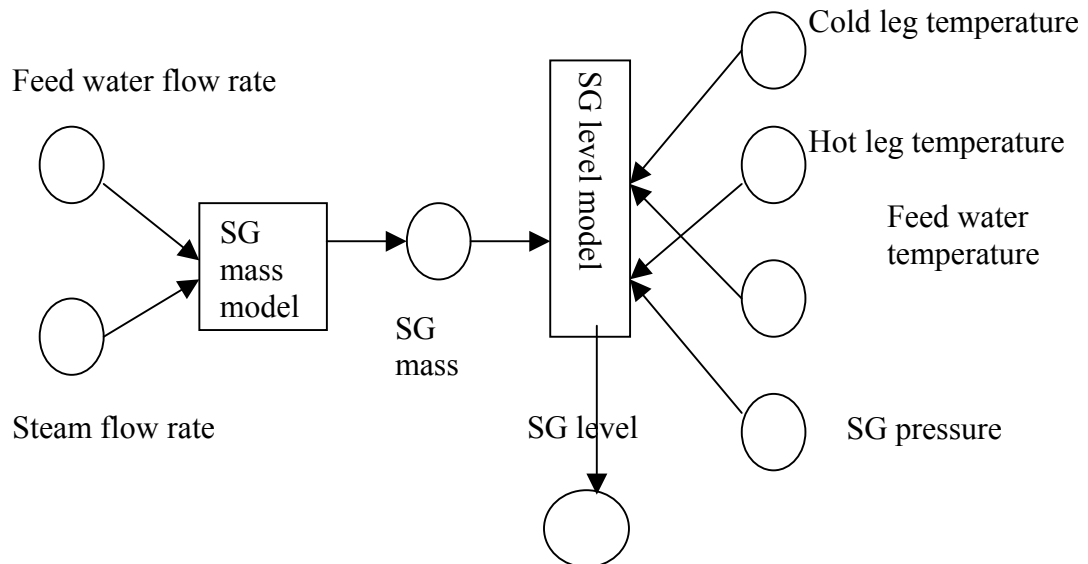 Cold leg temperature
Feed water flow rate
SG level model
Hot leg temperature
Feed water
temperature
SG
mass
model
SG
mass
Steam flow rate
SG level
SG pressure